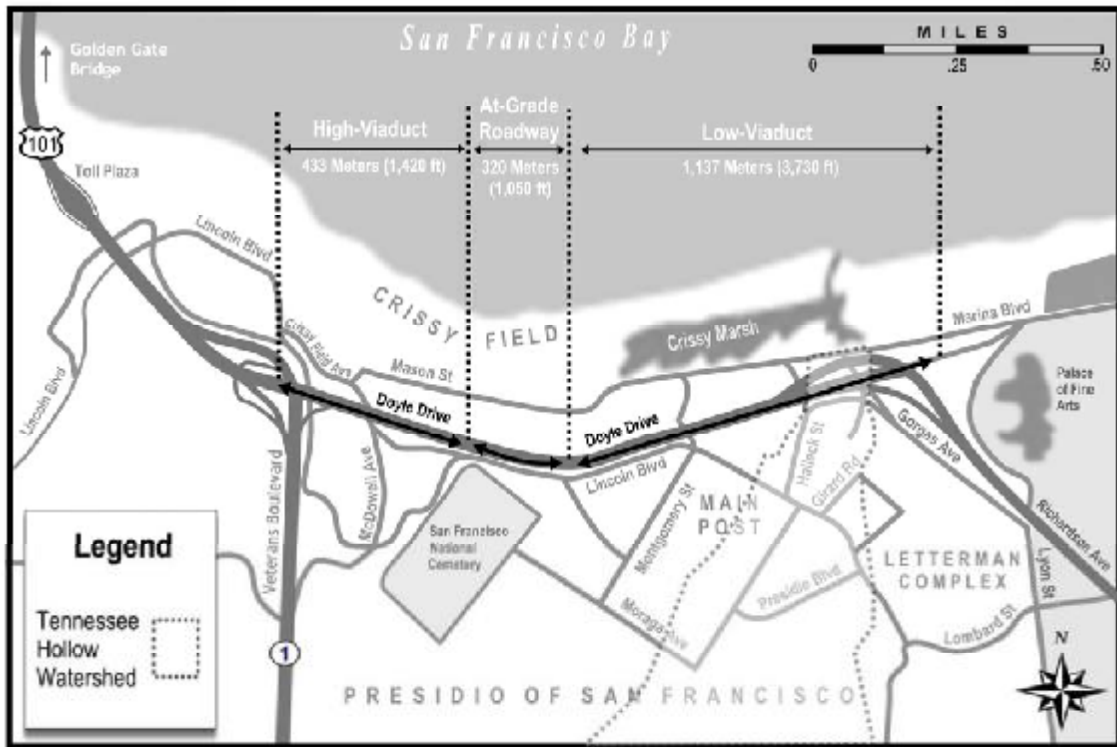 San Francisco Bay
MILES
0 .25 .50
Golden Gate
Bridge
101
Toll Plaza
High-Viaduct
433 Meters (1,420 ft)
At-Grade
Roadway
320 Meters
(1,050 ft)
Low-Viaduct
1,137 Meters (3,730 ft)
Lincoln Blvd
Crissy Field Ave
CRISSY
FIELD
Mason St
Crissy Marsh
Marina Blvd
Palace
of Fine
Arts
Lincoln Blvd
Doyle Drive
Doyle Drive
Lincoln Blvd
Veterans Boulevard
McDowell Ave
San Francisco
National
Cemetery
Montgomery St
MAIN
POST
Halleck St
Girard Rd
Gorgas Ave
Richardson Ave
Lyon St
LETTERMAN
COMPLEX
Presidio Blvd
Moraga Ave
Lombard St
Legend
Tennessee
Hollow
Watershed
1
PRESIDIO OF SAN FRANCISCO
N